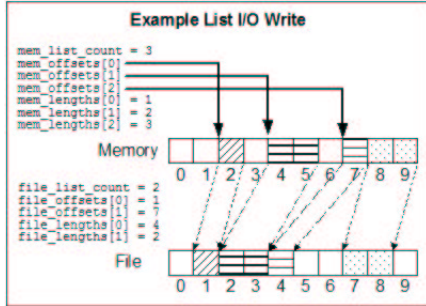 Example List I/O Write
mem_list_count = 3
mem_offsets[0]
mem_offsets[1]
mem_offsets[2]
mem_lengths[0] = 1
mem_lengths[1] = 2
mem_lengths[2] = 3
Memory
0 1 2 3 4 5 6 7 8 9
file_list_count = 2
file_offsets[0] = 1
file_offsets[1] = 7
file_lengths[0] = 4
file_lengths[1] = 2
File
0 1 2 3 4 5 6 7 8 9